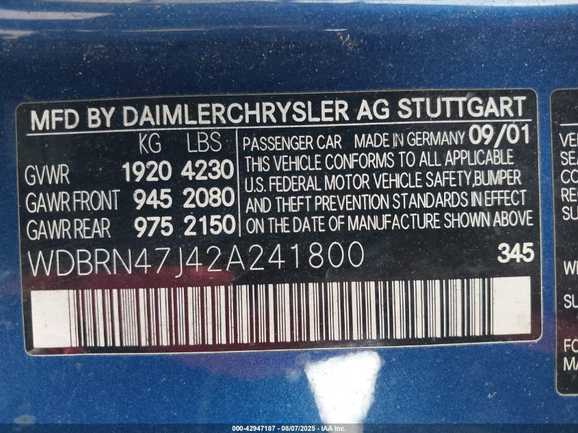 MFD BY DAIMLERCHRYSLER AG STUTTGART
KG LBS
GVWR 1920 4230
GAWR FRONT 945 2080
GAWR REAR 975 2150
PASSENGER CAR MADE IN GERMANY 09/01
THIS VEHICLE CONFORMS TO ALL APPLICABLE
U.S. FEDERAL MOTOR VEHICLE SAFETY, BUMPER
AND THEFT PREVENTION STANDARDS IN EFFECT
ON THE DATE OF MANUFACTURE SHOWN ABOVE.
WDBRN47J42A241800 345
000-42947187 - 08/07/2025 - IAA Inc.